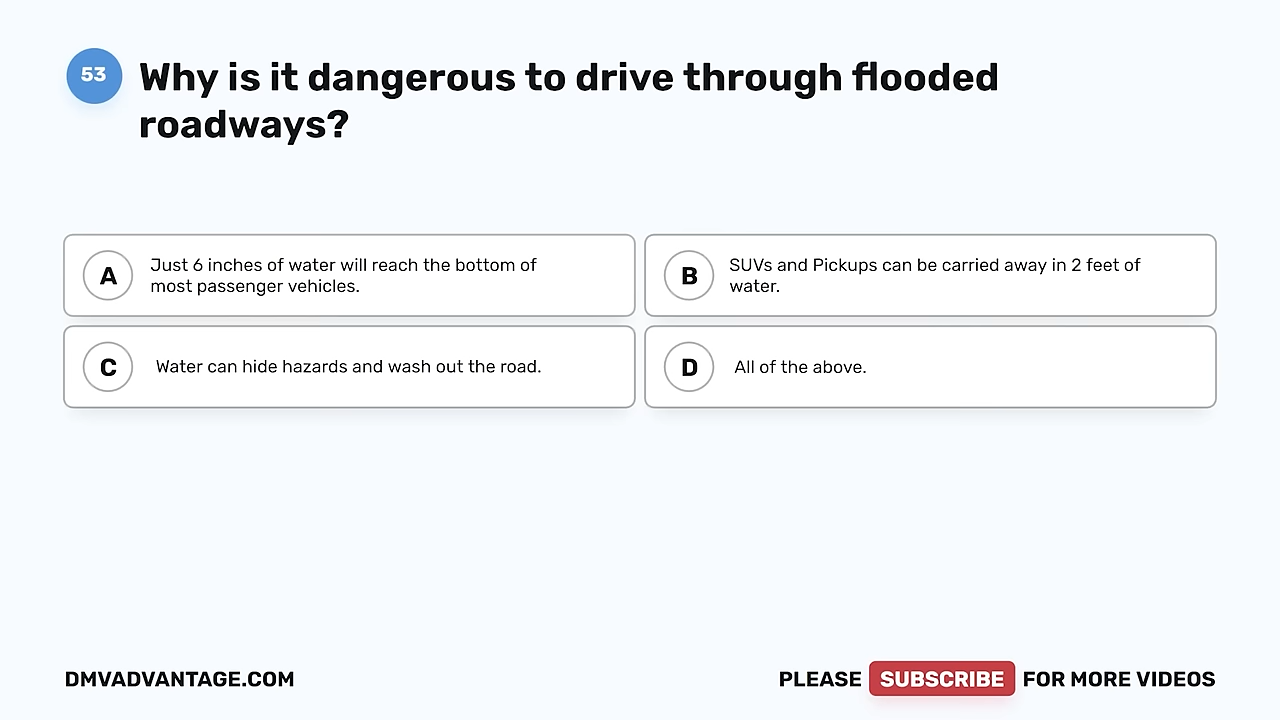 53
Why is it dangerous to drive through flooded
roadways?
A
Just 6 inches of water will reach the bottom of
most passenger vehicles.
B
SUVs and Pickups can be carried away in 2 feet of
water.
C
Water can hide hazards and wash out the road.
D
All of the above.
DMVADVANTAGE.COM
PLEASE SUBSCRIBE FOR MORE VIDEOS